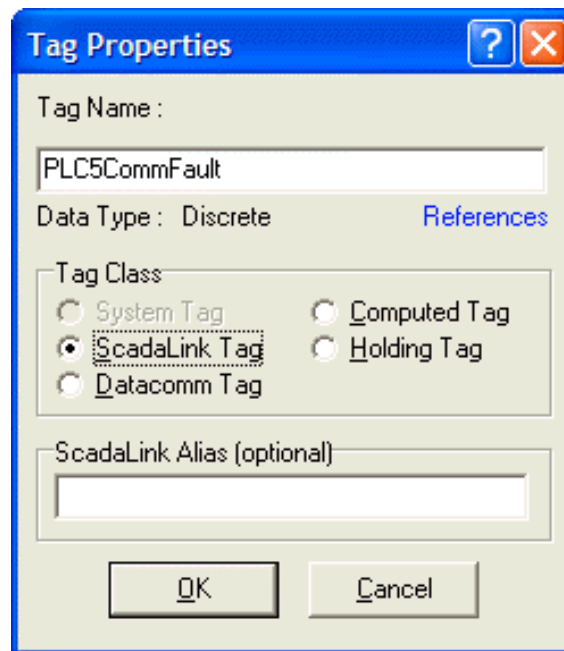 Tag Properties
?
Tag Name :
PLC5CommFault
Data Type : Discrete References
Tag Class
System Tag Computed Tag
ScadaLink Tag Holding Tag
Datacomm Tag
ScadaLink Alias (optional)
OK Cancel